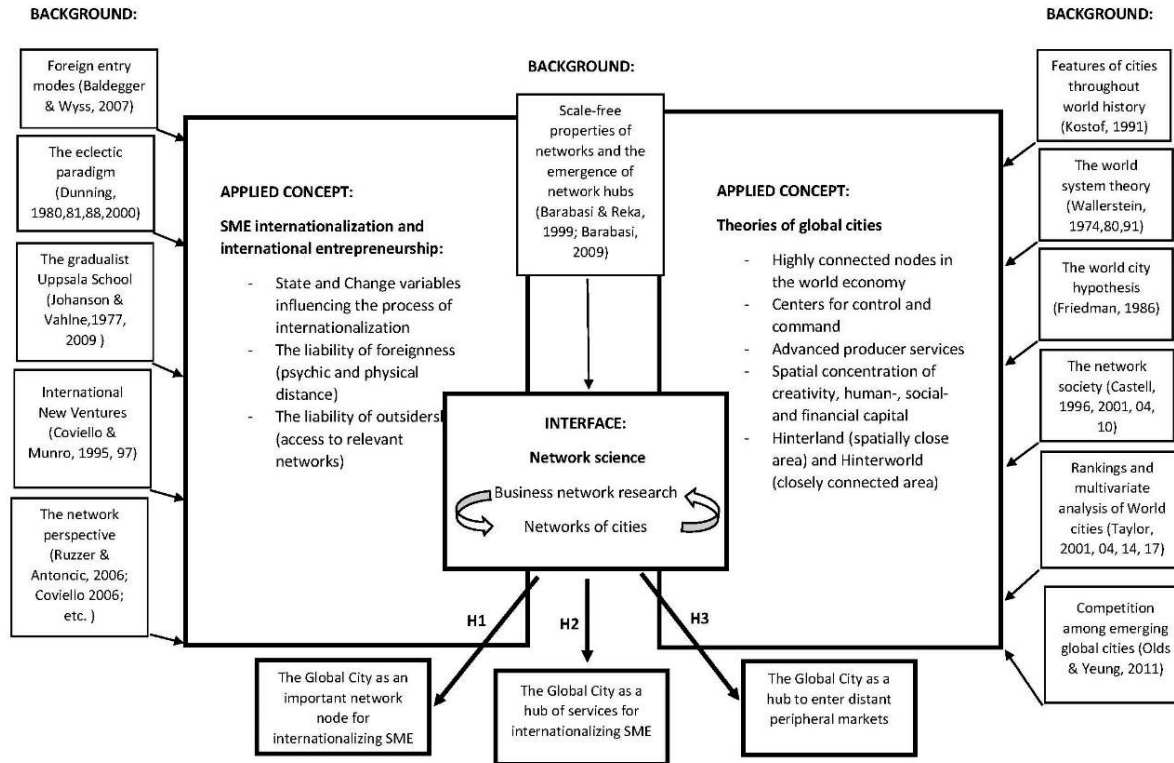 BACKGROUND:
Foreign entry
modes (Baldegger
& Wyss, 2007)
The eclectic
paradigm
(Dunning,
1980,81,88,2000)
The gradualist
Uppsala School
(Johanson &
Vahlne,1977,
2009 )
International
New Ventures
(Coviello &
Munro, 1995, 97)
The network
perspective
(Ruzzer &
Antoncic, 2006;
Coviello 2006;
etc. )
APPLIED CONCEPT:
SME internationalization and
international entrepreneurship:
- State and Change variables
influencing the process of
internationalization
- The liability of foreignness
(psychic and physical
distance)
- The liability of
(access to relevant
networks)
BACKGROUND:
Scale-free
properties of
networks and the
emergence of
network hubs
(Barabasi & Reka,
1999; Barabasi,
2009)
INTERFACE:
Network science
Business network research
Networks of cities
APPLIED CONCEPT:
Theories of global cities
- Highly connected nodes in
the world economy
- Centers for control and
command
- Advanced producer services
- Spatial concentration of
creativity, human-, social-
and financial capital
- Hinterland (spatially close
area) and Hinterworld
(closely connected area)
BACKGROUND:
Features of cities
throughout
world history
(Kostof, 1991)
The world
system theory
(Wallerstein,
1974,80,91)
The world city
hypothesis
(Friedman, 1986)
The network
society (Castell,
1996, 2001, 04,
10)
Rankings and
multivariate
analysis of World
cities (Taylor,
2001, 04, 14, 17)
Competition
among emerging
global cities (Olds
& Yeung, 2011)
H1
H2
H3
The Global City as an
important network
node for
internationalizing SME
The Global City as a
hub of services for
internationalizing SME
The Global City as a
hub to enter distant
peripheral markets